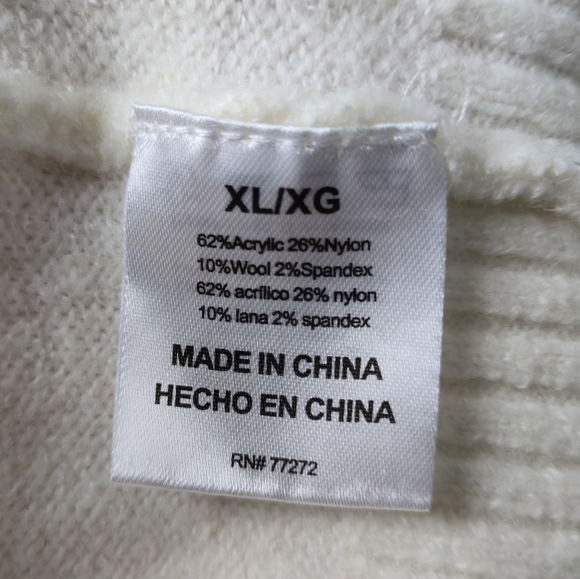 XL/XG
62%Acrylic 26%Nylon
10%Wool 2%Spandex
62% acrílico 26% nylon
10% lana 2% spandex
MADE IN CHINA
HECHO EN CHINA
RN# 77272